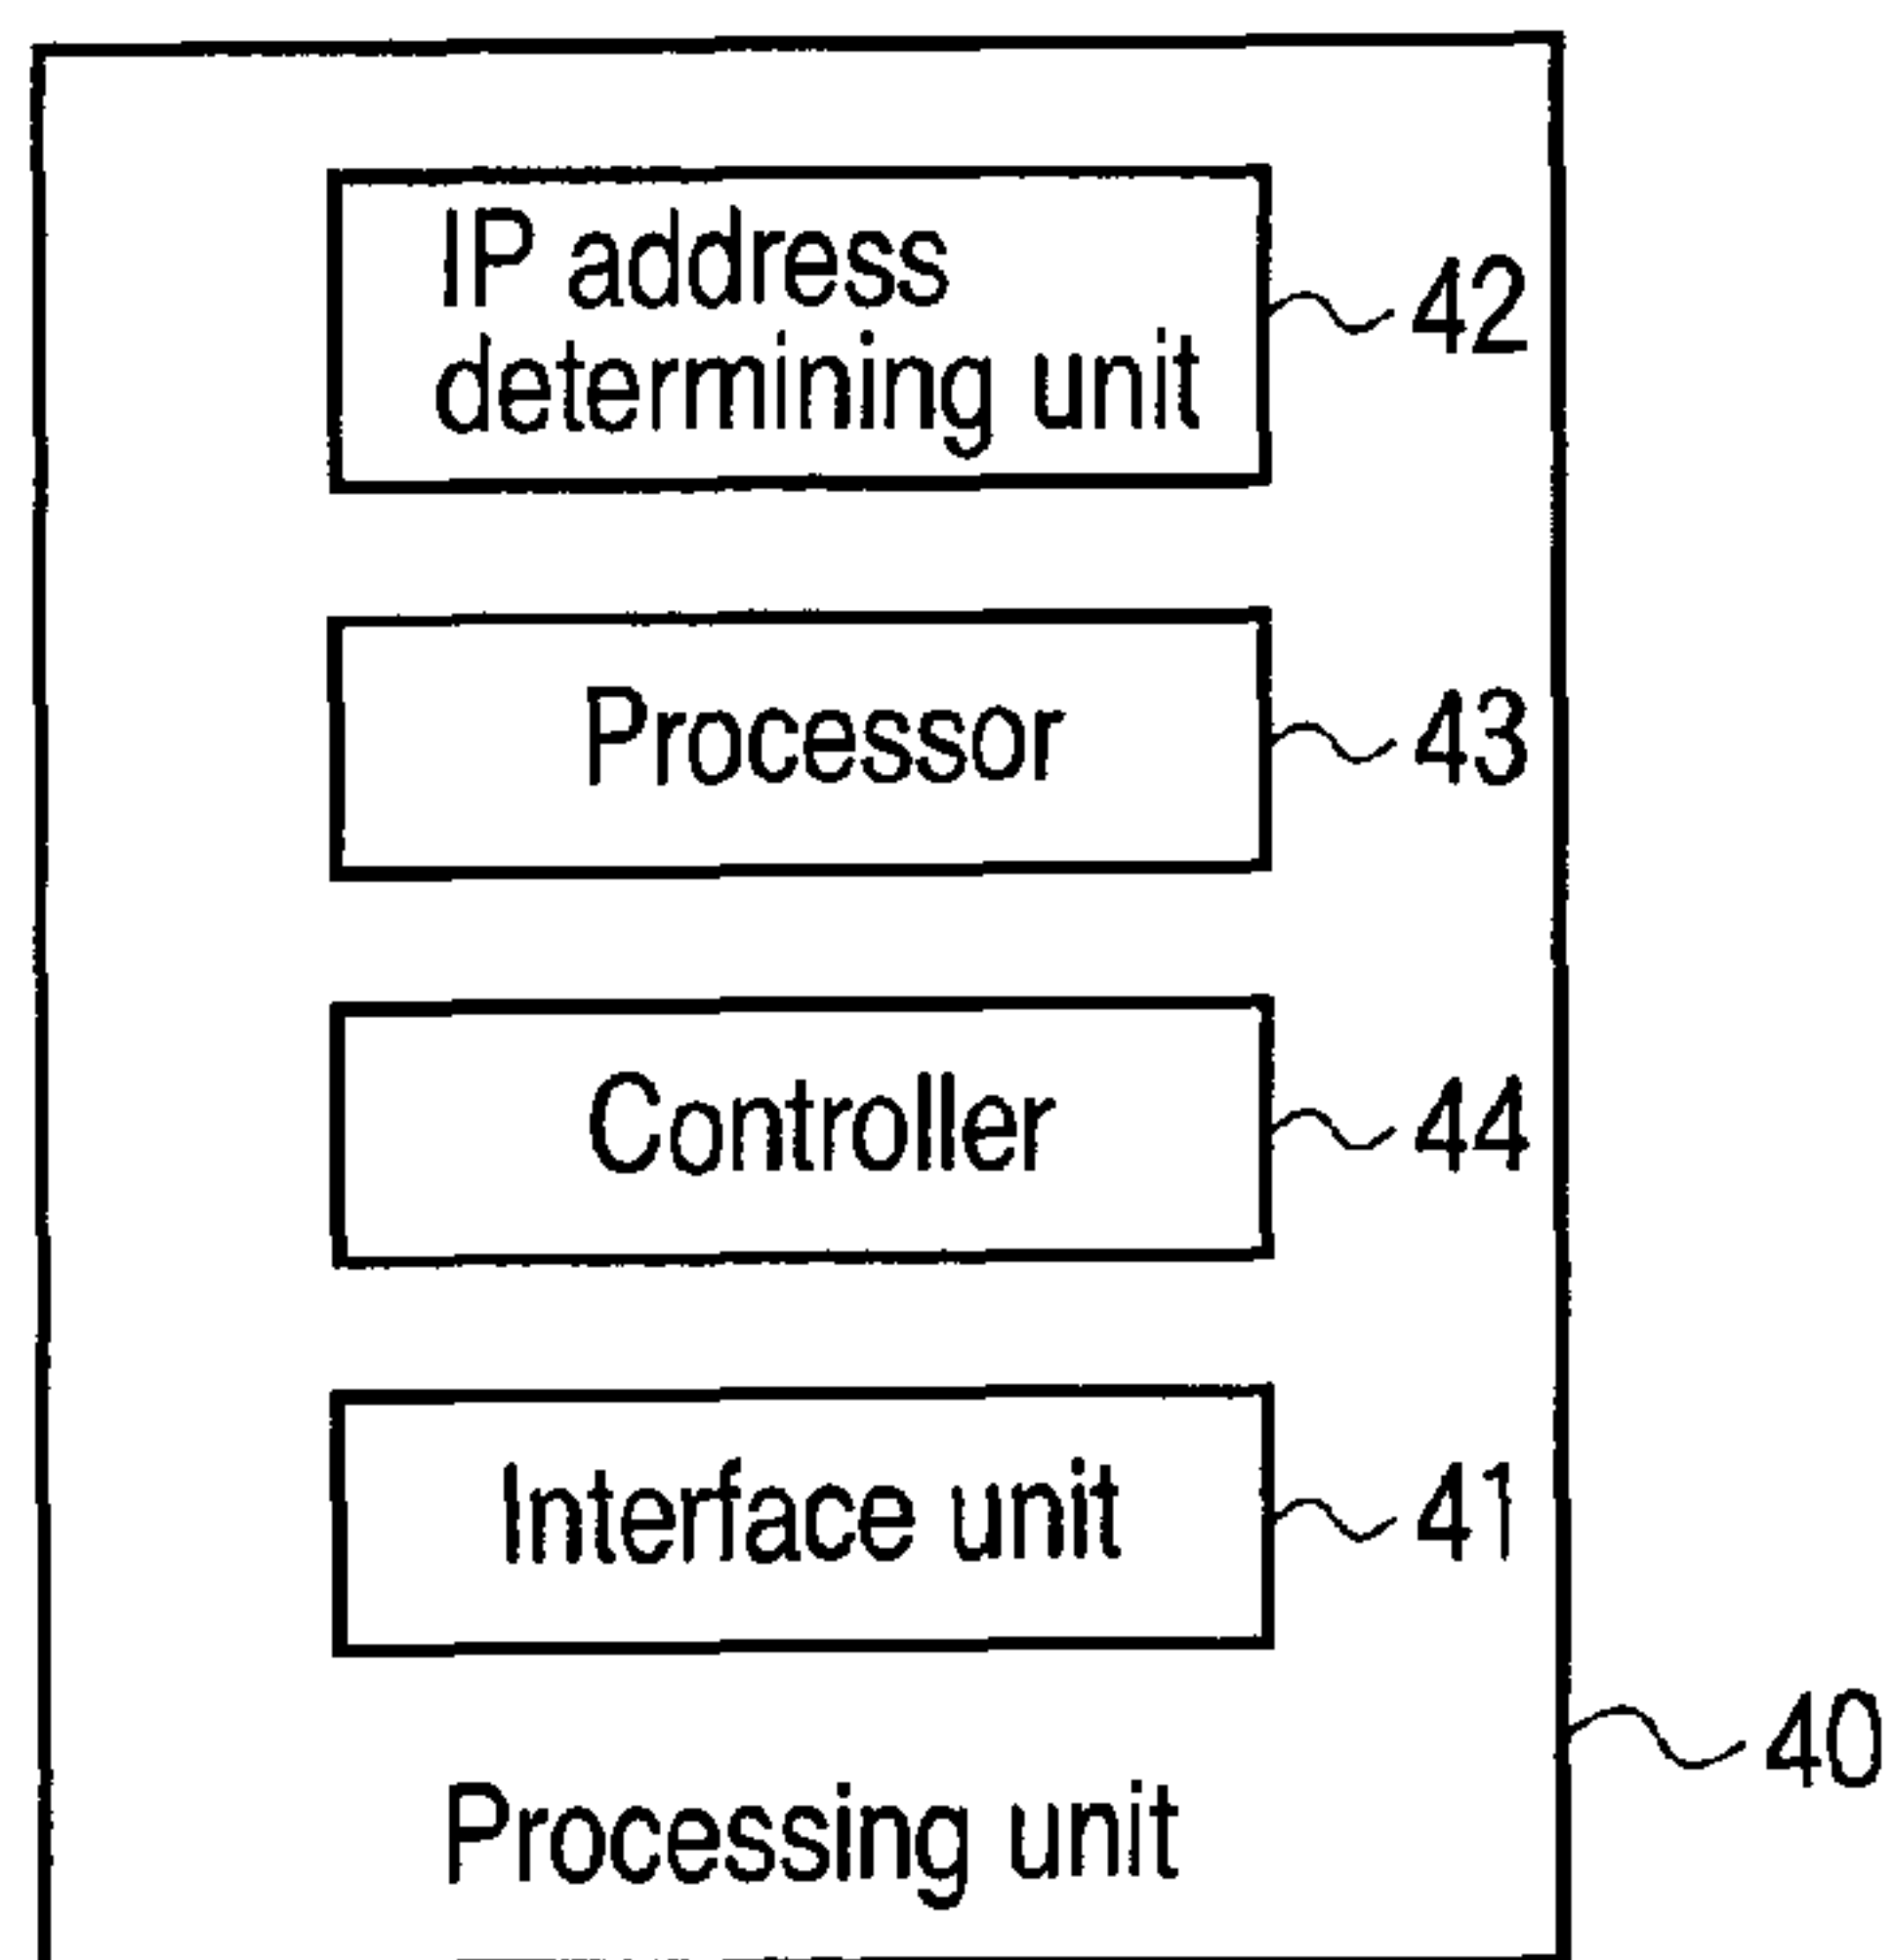 IP address
determining unit
42
Processor
43
Controller
44
Interface unit
41
40
Processing unit